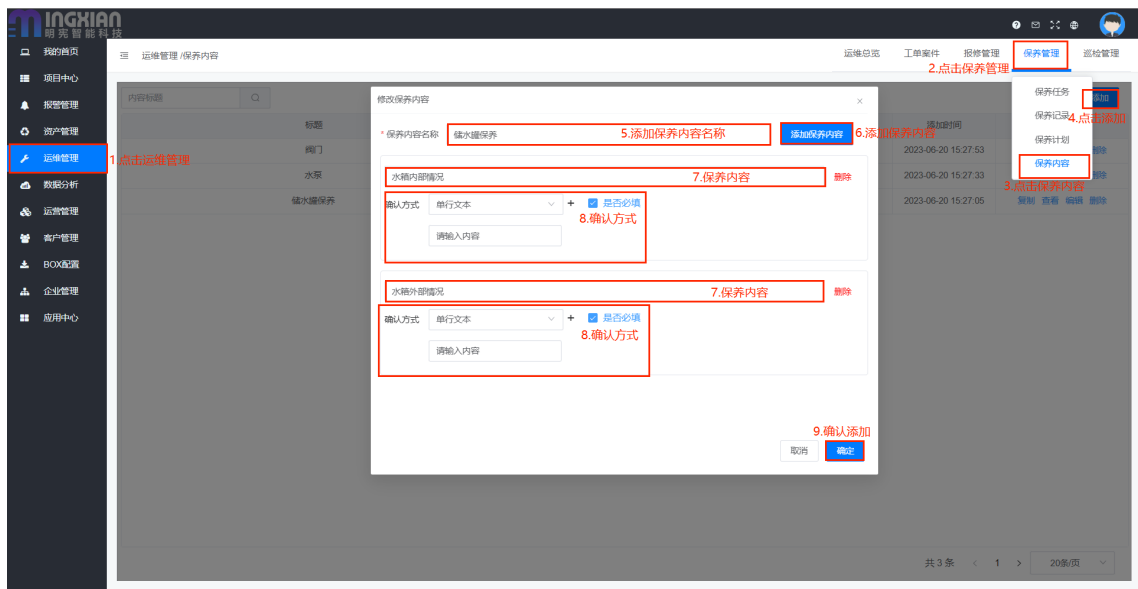 INGXIAN
明宪智能科技
我的首页
项目中心
报警管理
资产管理
运维管理
数据分析
运营管理
客户管理
BOX配置
企业管理
应用中心
1.点击运维管理
运维管理 /保养内容
运维总览
工单案件
报修管理
保养管理
巡检管理
2.点击保养管理
保养任务
保养记录
保养计划
保养内容
3.点击保养内容
添加
4.点击添加
内容标题
标题
添加时间
阀门
2023-06-20 15:27:53
删除
水泵
2023-06-20 15:27:33
删除
储水罐保养
2023-06-20 15:27:05
复制 查看 编辑 删除
修改保养内容
* 保养内容名称
储水罐保养
5.添加保养内容名称
添加保养内容
6.添加保养内容
水箱内部情况
7.保养内容
删除
确认方式
单行文本
+
是否必填
8.确认方式
请输入内容
水箱外部情况
7.保养内容
删除
确认方式
单行文本
+
是否必填
8.确认方式
请输入内容
9.确认添加
取消
确定
共 3 条
< 1 >
20条/页